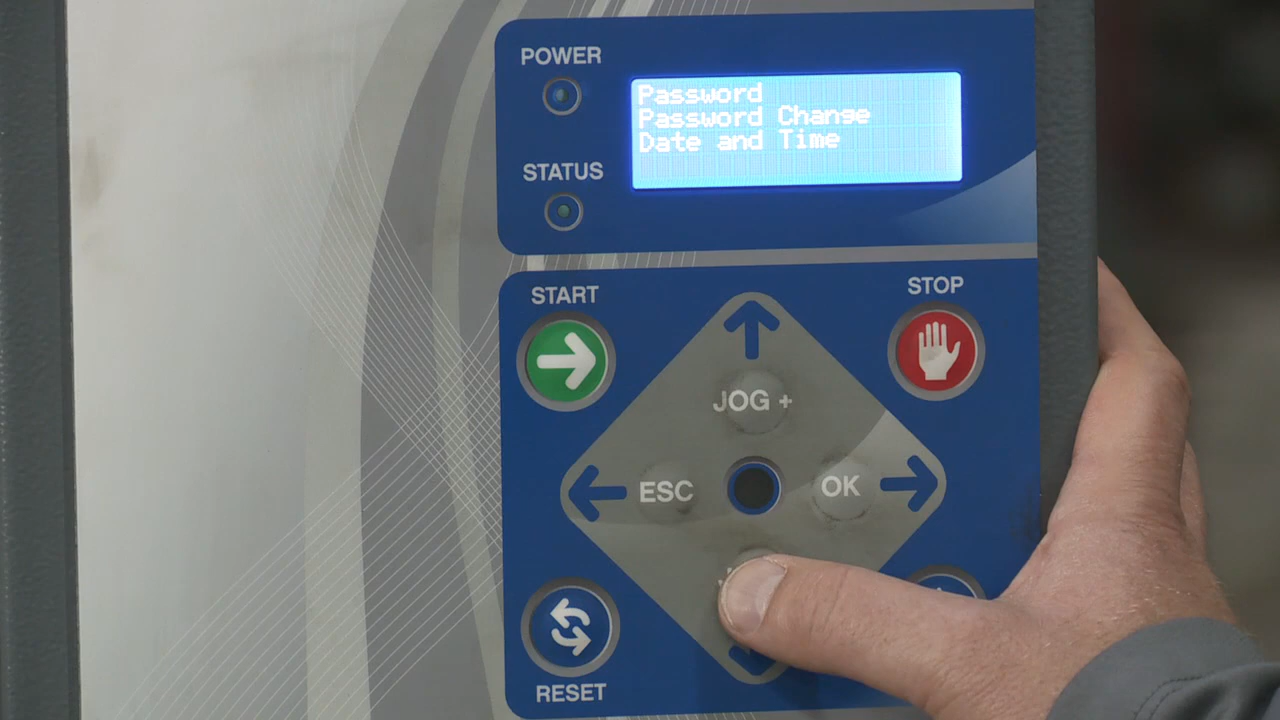 POWER
Password
Password Change
Date and Time
STATUS
START
STOP
JOG +
ESC
OK
RESET